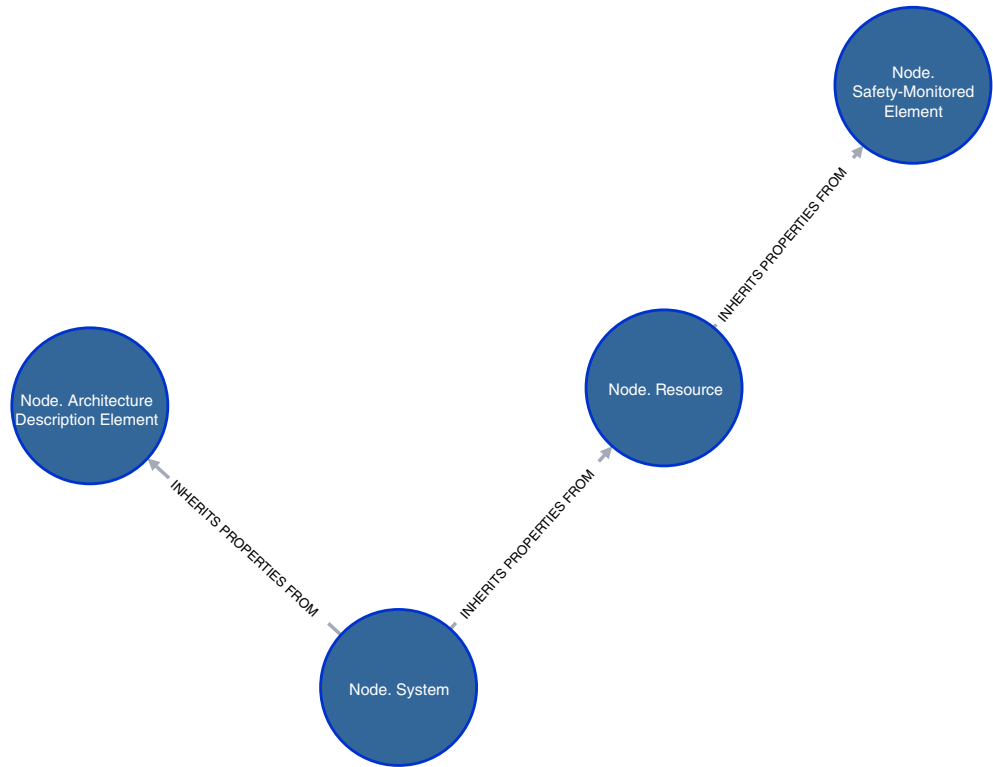 Node.
Safety-Monitored
Element
INHERITS PROPERTIES FROM
Node. Resource
Node. Architecture
Description Element
INHERITS PROPERTIES FROM
INHERITS PROPERTIES FROM
Node. System